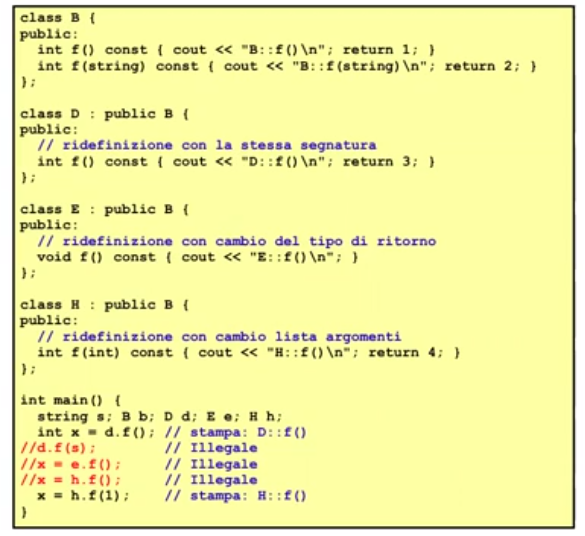 class B {
public:
  int f() const { cout << "B::f()\n"; return 1; }
  int f(string) const { cout << "B::f(string)\n"; return 2; }
};

class D : public B {
public:
  // ridefinizione con la stessa segnatura
  int f() const { cout << "D::f()\n"; return 3; }
};

class E : public B {
public:
  // ridefinizione con cambio del tipo di ritorno
  void f() const { cout << "E::f()\n"; }
};

class H : public B {
public:
  // ridefinizione con cambio lista argomenti
  int f(int) const { cout << "H::f()\n"; return 4; }
};

int main() {
  string s; B b; D d; E e; H h;
  int x = d.f(); // stampa: D::f()
//d.f(s);        // Illegale
//x = e.f();     // Illegale
//x = h.f();     // Illegale
  x = h.f(1);    // stampa: H::f()
}